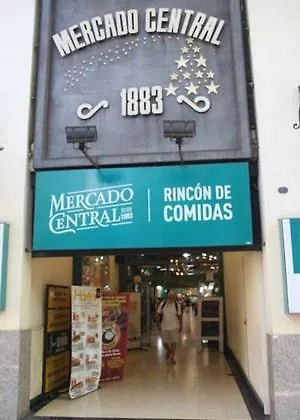 MERCADO CENTRAL
1883
MERCADO
CENTRAL
DESDE
1883
RINCÓN DE
COMIDAS